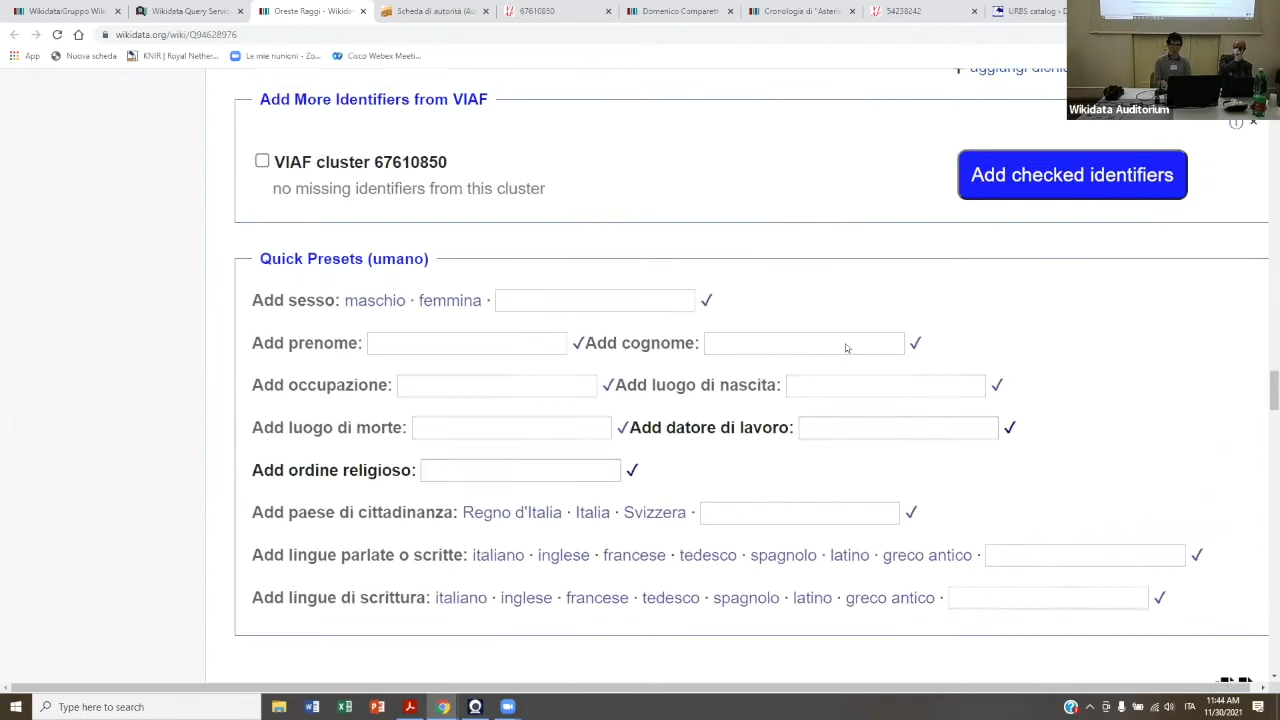 Wikidata:Gruppo Wiki
Wikidata Query Servic
Oreste Raggi - Wikidat
Scheda di autorità (Au
67610850
Domenico Comparett
Cronologia di "Asteri
54238242
URBS catalog › D
wikidata.org/wiki/Q94628976
App
Nuova scheda
KNIR | Royal Nether...
Le mie riunioni - Zo...
Cisco Webex Meeti...
+ aggiungi
Wikidata Auditorium
Add More Identifiers from VIAF
VIAF cluster 67610850
no missing identifiers from this cluster
Add checked identifiers
Quick Presets (umano)
Add sesso: maschio · femmina · ✓
Add prenome: ✓Add cognome: ✓
Add occupazione: ✓Add luogo di nascita: ✓
Add luogo di morte: ✓Add datore di lavoro: ✓
Add ordine religioso: ✓
Add paese di cittadinanza: Regno d'Italia · Italia · Svizzera · ✓
Add lingue parlate o scritte: italiano · inglese · francese · tedesco · spagnolo · latino · greco antico · ✓
Add lingue di scrittura: italiano · inglese · francese · tedesco · spagnolo · latino · greco antico · ✓
Type here to search
ITA
11:44 AM
11/30/2021